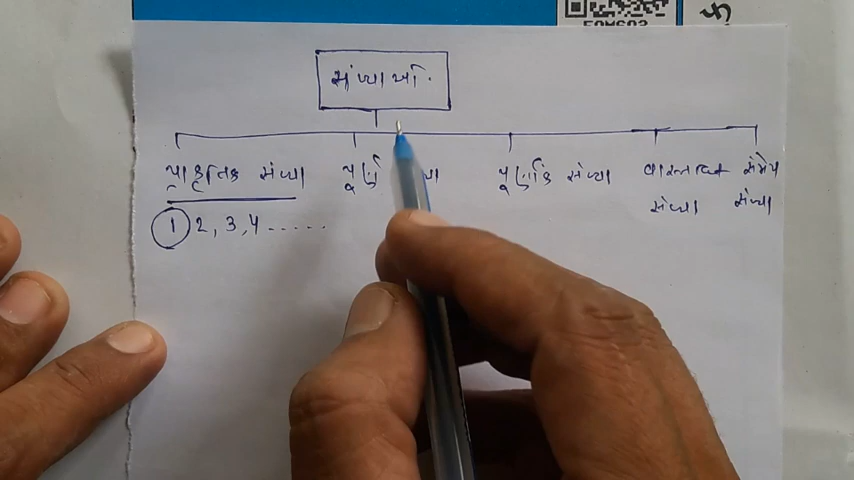 સંખ્યાઓ.
પ્રાકૃતિક સંખ્યા પૂર્ણ ખ્યા પૂર્ણાંક સંખ્યા વાસ્તવિક સંમેય
સંખ્યા સંખ્યા
1 2, 3, 4 ......